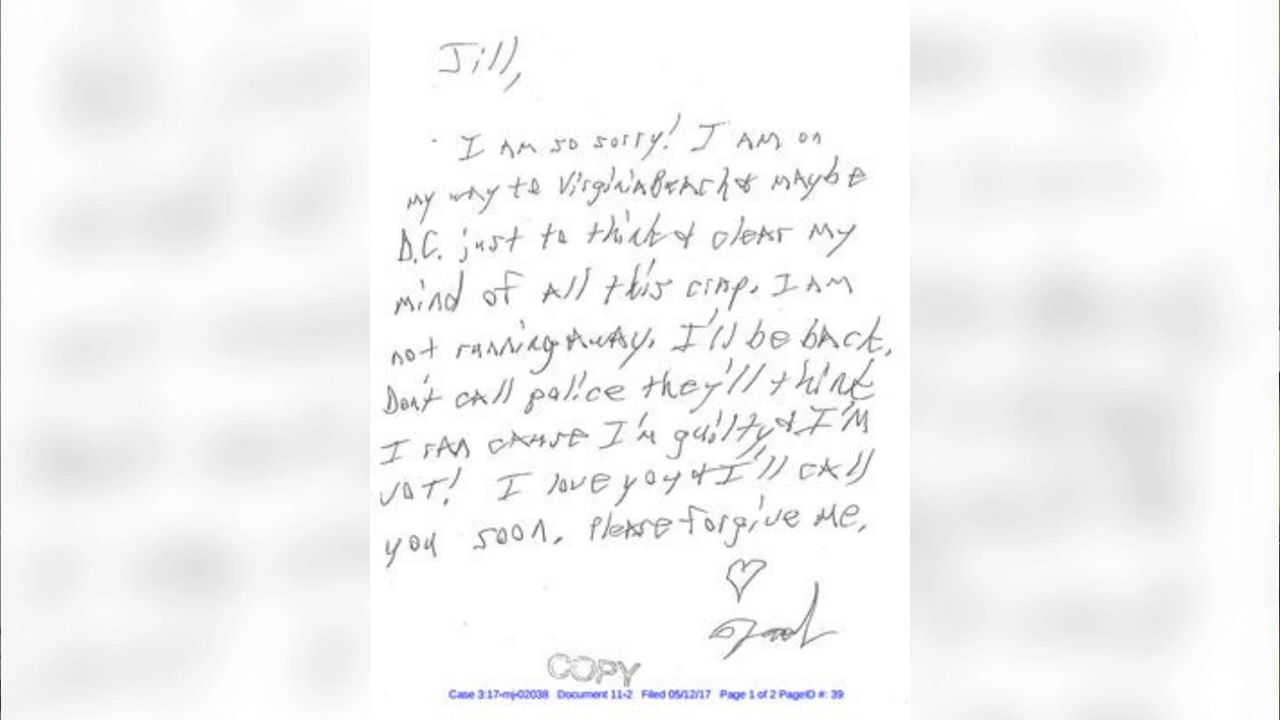 Jill,
I am so sorry! I am on
my way to Virginia Beach & maybe
D.C. just to think & clear my
mind of all this crap. I am
not running away. I'll be back.
Don't call police they'll think
I ran cause I'm guilty & I'm
NOT! I love you & I'll call
you soon. Please forgive me.
COPY
Case 3:17-mj-02038 Document 11-2 Filed 05/12/17 Page 1 of 2 PageID #: 39